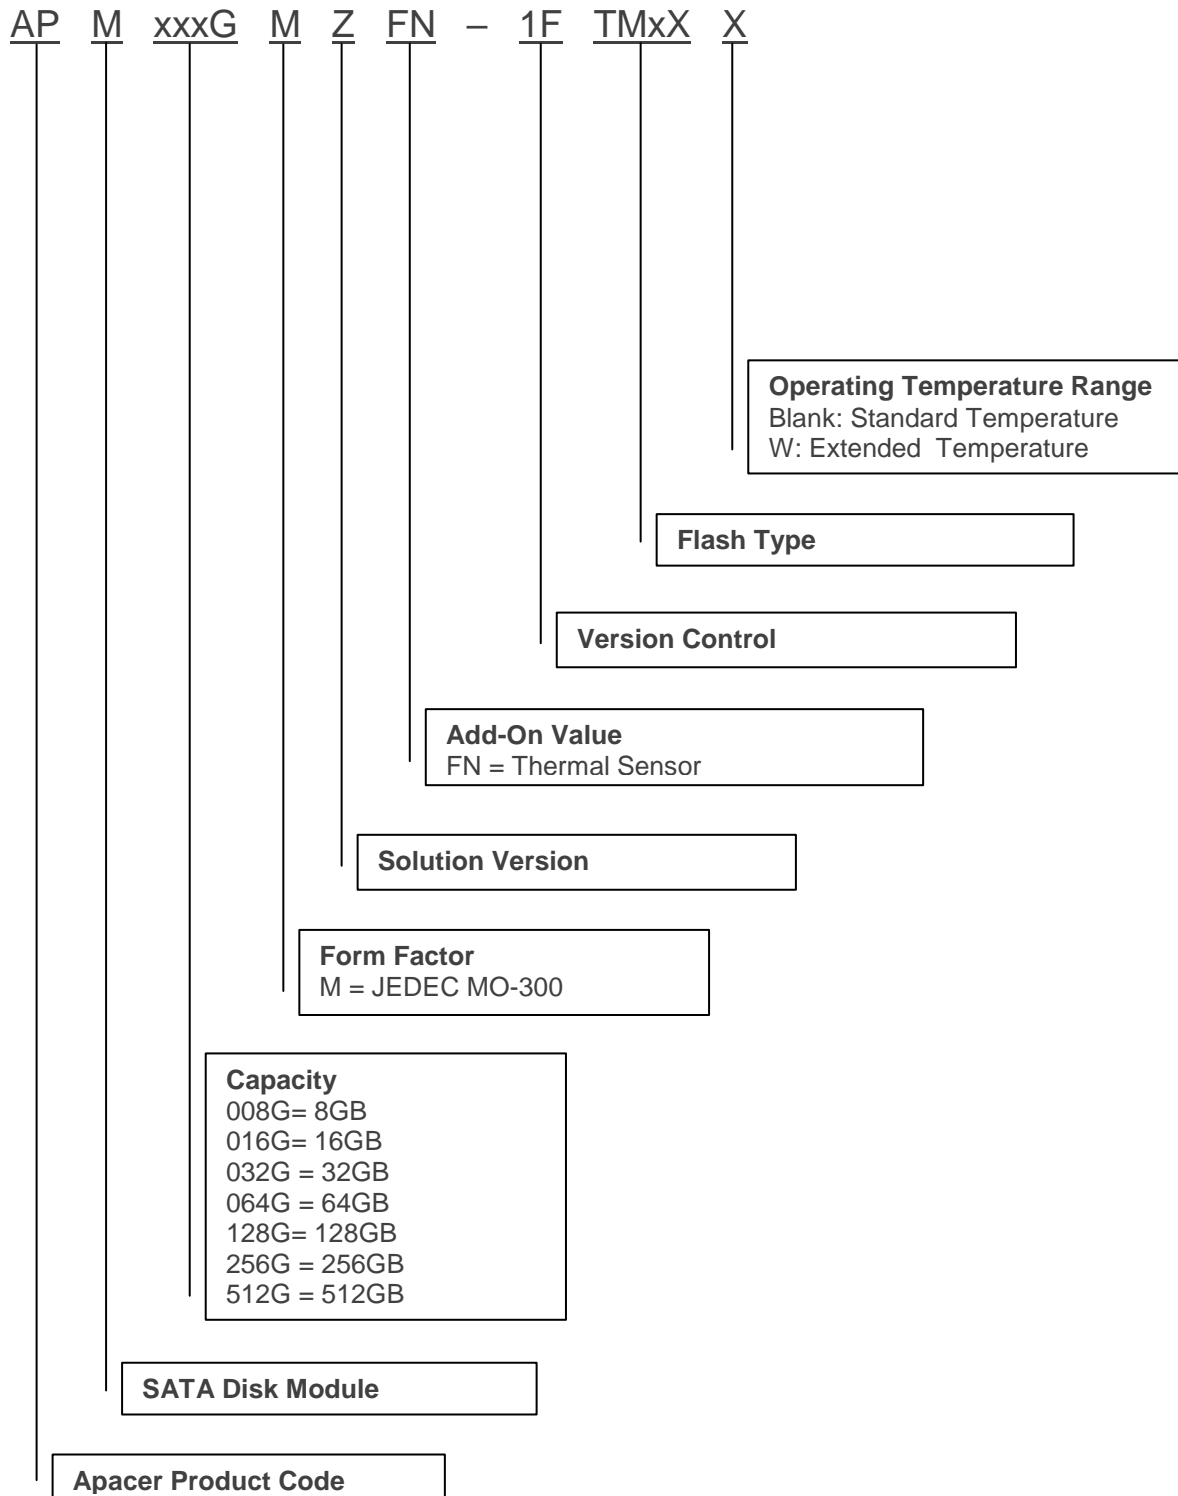 AP M xxxG M Z FN – 1F TMxX X
Operating Temperature Range
Blank: Standard Temperature
W: Extended Temperature
Flash Type
Version Control
Add-On Value
FN = Thermal Sensor
Solution Version
Form Factor
M = JEDEC MO-300
Capacity
008G= 8GB
016G= 16GB
032G = 32GB
064G = 64GB
128G= 128GB
256G = 256GB
512G = 512GB
SATA Disk Module
Apacer Product Code